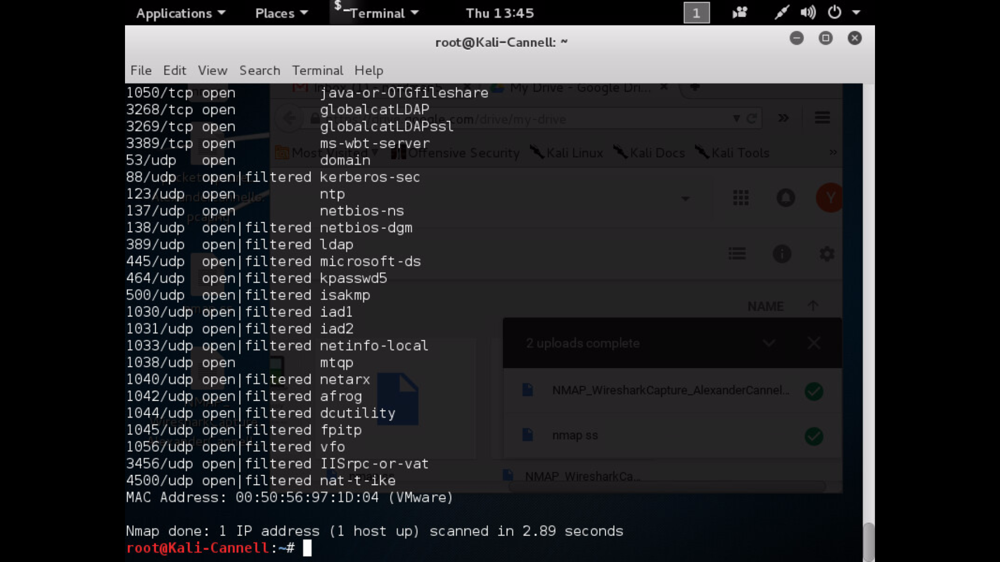 Applications Places Terminal Thu 13:45 1
root@Kali-Cannell: ~
File Edit View Search Terminal Help
1050/tcp open java-or-OTGfileshare
3268/tcp open globalcatLDAP
3269/tcp open globalcatLDAPssl
3389/tcp open ms-wbt-server
53/udp open domain
88/udp open|filtered kerberos-sec
123/udp open ntp
137/udp open netbios-ns
138/udp open|filtered netbios-dgm
389/udp open|filtered ldap
445/udp open|filtered microsoft-ds
464/udp open|filtered kpasswd5
500/udp open|filtered isakmp
1030/udp open|filtered iad1
1031/udp open|filtered iad2
1033/udp open|filtered netinfo-local
1038/udp open mtqp
1040/udp open|filtered netarx
1042/udp open|filtered afrog
1044/udp open|filtered dcutility
1045/udp open|filtered fpitp
1056/udp open|filtered vfo
3456/udp open|filtered IISrpc-or-vat
4500/udp open|filtered nat-t-ike
MAC Address: 00:50:56:97:1D:04 (VMware)
Nmap done: 1 IP address (1 host up) scanned in 2.89 seconds
root@Kali-Cannell:~#
My Drive - Google Dri...
https://drive.google.com/drive/my-drive
Most Visited Offensive Security Kali Linux Kali Docs Kali Tools
Y
NAME
2 uploads complete
NMAP_WiresharkCapture_AlexanderCannel...
nmap ss
nmap ss
NMAP_WiresharkCa...